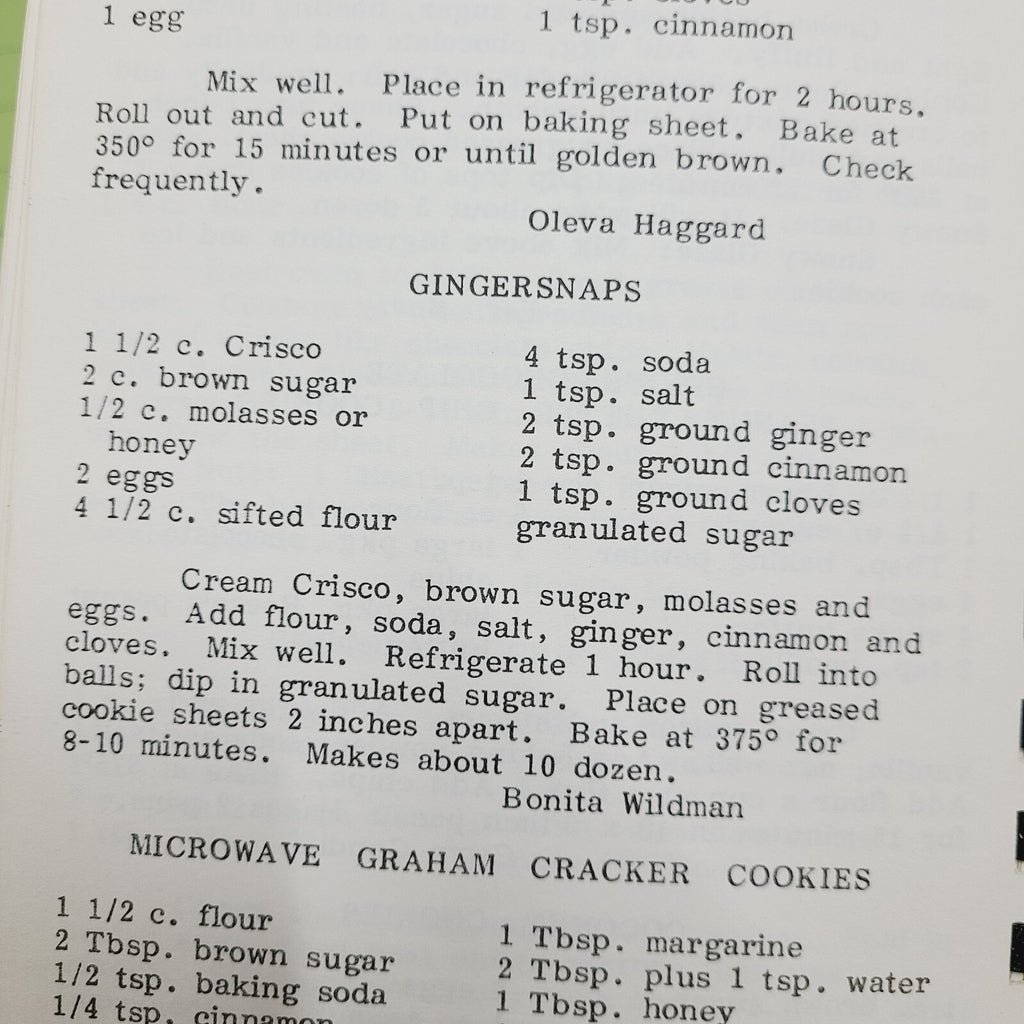 cloves
1 egg
1 tsp. cinnamon
Mix well. Place in refrigerator for 2 hours.
Roll out and cut. Put on baking sheet. Bake at
350° for 15 minutes or until golden brown. Check
frequently.
Oleva Haggard
GINGERSNAPS
1 1/2 c. Crisco
2 c. brown sugar
1/2 c. molasses or
honey
2 eggs
4 1/2 c. sifted flour
4 tsp. soda
1 tsp. salt
2 tsp. ground ginger
2 tsp. ground cinnamon
1 tsp. ground cloves
granulated sugar
Cream Crisco, brown sugar, molasses and
eggs. Add flour, soda, salt, ginger, cinnamon and
cloves. Mix well. Refrigerate 1 hour. Roll into
balls; dip in granulated sugar. Place on greased
cookie sheets 2 inches apart. Bake at 375° for
8-10 minutes. Makes about 10 dozen.
Bonita Wildman
MICROWAVE GRAHAM CRACKER COOKIES
1 1/2 c. flour
2 Tbsp. brown sugar
1/2 tsp. baking soda
1/4 tsp. cinnamon
1 Tbsp. margarine
2 Tbsp. plus 1 tsp. water
1 Tbsp. honey